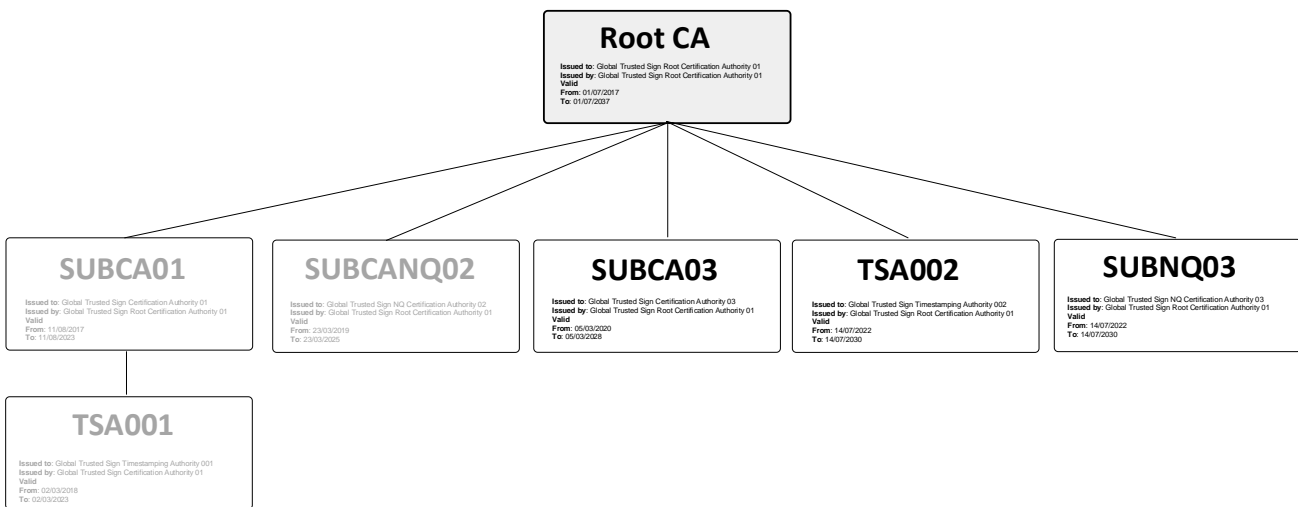 Root CA
Issued to: Global Trusted Sign Root Certification Authority 01
Issued by: Global Trusted Sign Root Certification Authority 01
Valid
From: 01/07/2017
To: 01/07/2037
SUBCA01
Issued to: Global Trusted Sign Certification Authority 01
Issued by: Global Trusted Sign Root Certification Authority 01
Valid
From: 11/08/2017
To: 11/08/2023
SUBCANQ02
Issued to: Global Trusted Sign NQ Certification Authority 02
Issued by: Global Trusted Sign Root Certification Authority 01
Valid
From: 23/03/2019
To: 23/03/2025
SUBCA03
Issued to: Global Trusted Sign Certification Authority 03
Issued by: Global Trusted Sign Root Certification Authority 01
Valid
From: 05/03/2020
To: 05/03/2028
TSA002
Issued to: Global Trusted Sign Timestamping Authority 002
Issued by: Global Trusted Sign Root Certification Authority 01
Valid
From: 14/07/2022
To: 14/07/2030
SUBNQ03
Issued to: Global Trusted Sign NQ Certification Authority 03
Issued by: Global Trusted Sign Root Certification Authority 01
Valid
From: 14/07/2022
To: 14/07/2030
TSA001
Issued to: Global Trusted Sign Timestamping Authority 001
Issued by: Global Trusted Sign Certification Authority 01
Valid
From: 02/03/2018
To: 02/03/2023